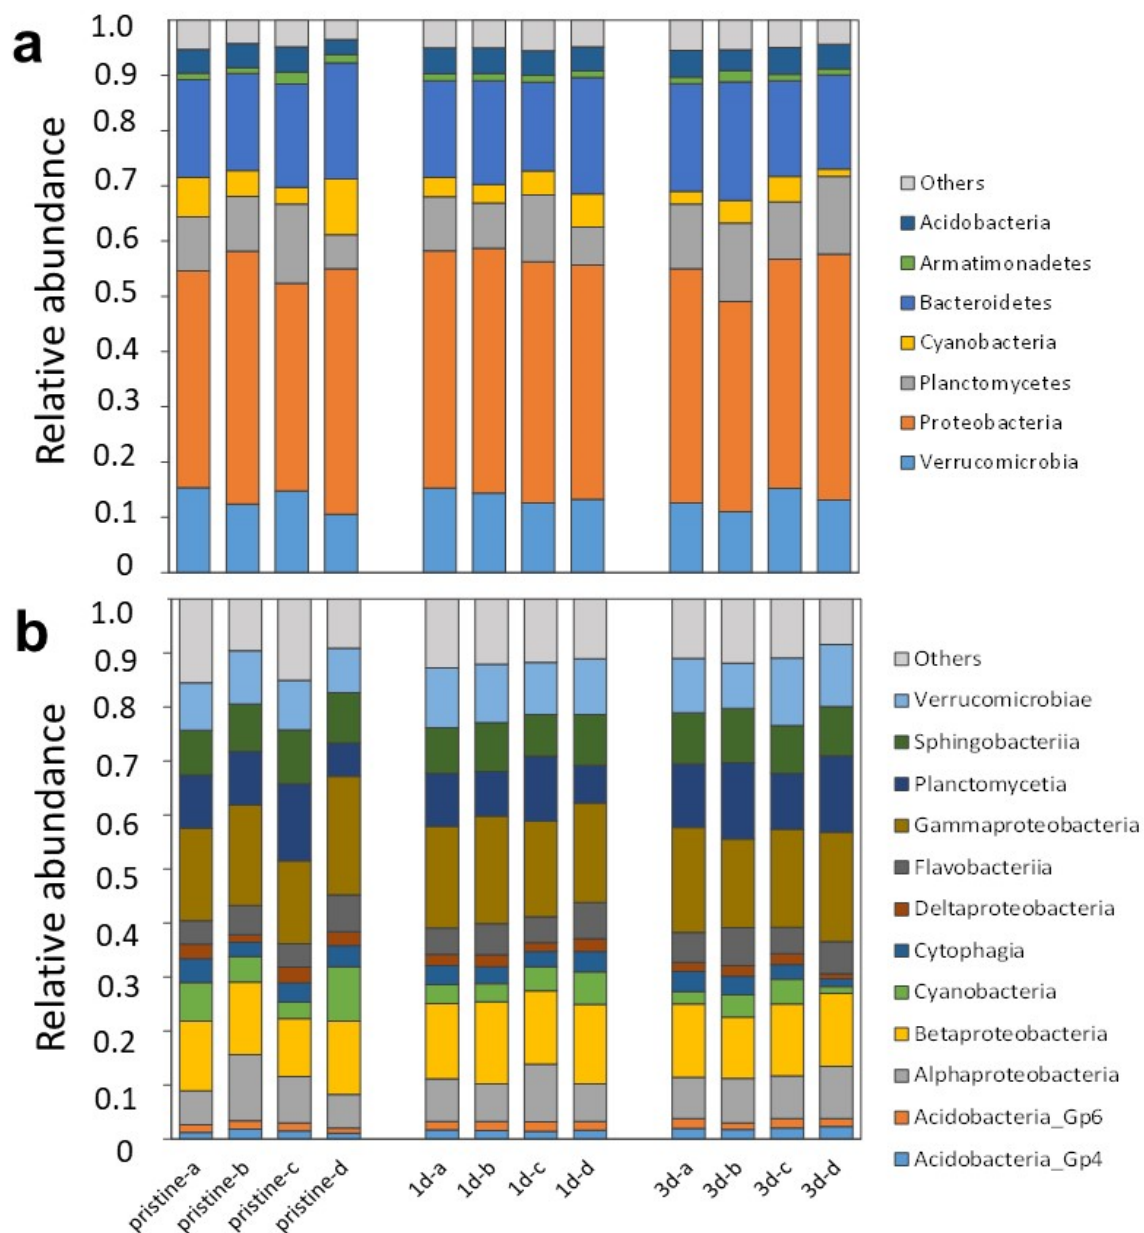 a
Relative abundance
1.0
0.9
0.8
0.7
0.6
0.5
0.4
0.3
0.2
0.1
0
Others
Acidobacteria
Armatimonadetes
Bacteroidetes
Cyanobacteria
Planctomycetes
Proteobacteria
Verrucomicrobia
b
Relative abundance
1.0
0.9
0.8
0.7
0.6
0.5
0.4
0.3
0.2
0.1
0
Others
Verrucomicrobiae
Sphingobacteriia
Planctomycetia
Gammaproteobacteria
Flavobacteriia
Deltaproteobacteria
Cytophagia
Cyanobacteria
Betaproteobacteria
Alphaproteobacteria
Acidobacteria_Gp6
Acidobacteria_Gp4
pristine-a
pristine-b
pristine-c
pristine-d
1d-a
1d-b
1d-c
1d-d
3d-a
3d-b
3d-c
3d-d